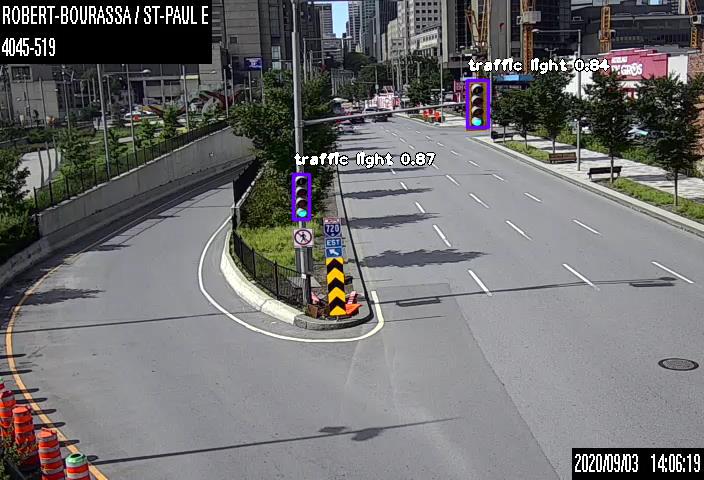 ROBERT-BOURASSA / ST-PAUL E
4045-519
traffic light 0.84
GROS
traffic light 0.87
720
EST
2020/09/03 14:06:19